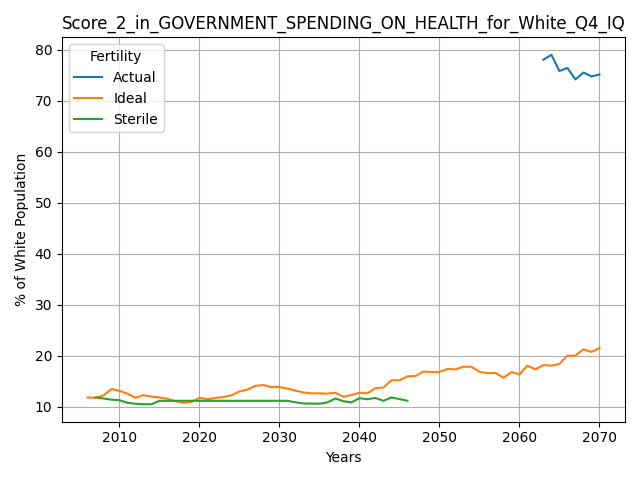 Score_2_in_GOVERNMENT_SPENDING_ON_HEALTH_for_White_Q4_IQ
Fertility
Actual
Ideal
Sterile
% of White Population
80
70
60
50
40
30
20
10
2010 2020 2030 2040 2050 2060 2070
Years